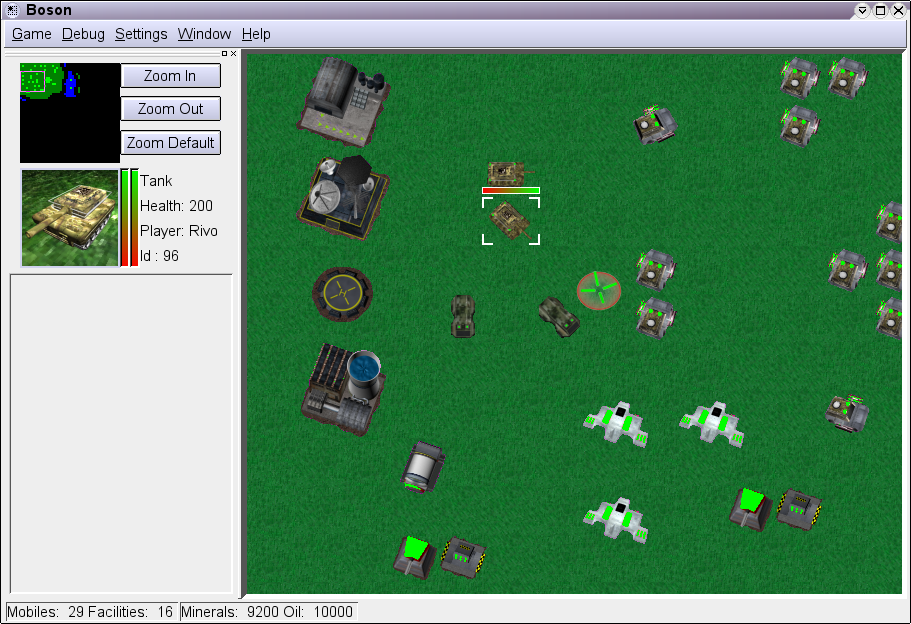 Boson
Game Debug Settings Window Help
Zoom In
Zoom Out
Zoom Default
Tank
Health: 200
Player: Rivo
Id : 96
Mobiles: 29 Facilities: 16 Minerals: 9200 Oil: 10000